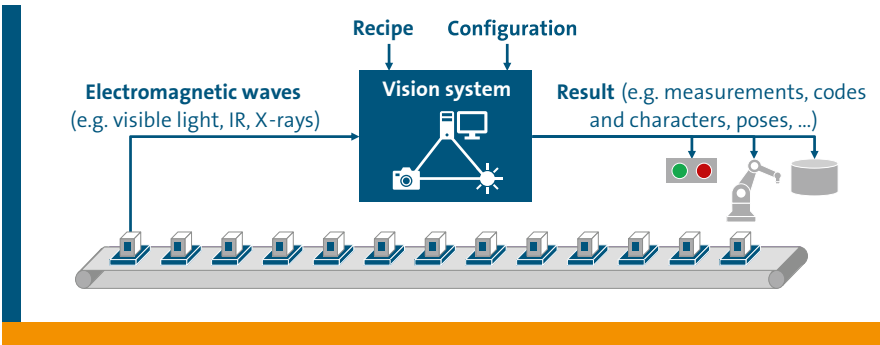 Recipe
Configuration
Electromagnetic waves
(e.g. visible light, IR, X-rays)
Vision system
Result (e.g. measurements, codes
and characters, poses, ...)